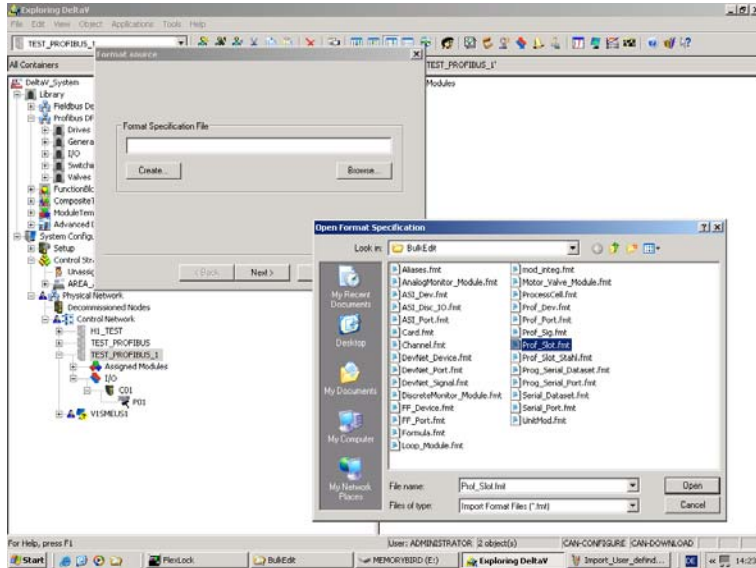 Exploring DeltaV
File Edit View Object Applications Tools Help
TEST_PROFIBUS_1
All Containers
TEST_PROFIBUS_1'
DeltaV_System
Library
Fieldbus De
Profibus DP
Drives
Genera
I/O
Switche
Valves
FunctionBlo
CompositeT
ModuleTem
Advanced D
System Configu
Setup
Control Stra
Unassig
AREA_
Physical Network
Decommissioned Nodes
Control Network
H1_TEST
TEST_PROFIBUS
TEST_PROFIBUS_1
Assigned Modules
I/O
C01
P01
VISMEUS1
Modules
Format source
Format Specification File
Create...
Browse...
< Back
Next >
Open Format Specification
Look in:
BulkEdit
My Recent Documents
Desktop
My Documents
My Computer
My Network Places
Aliases.fmt
AnalogMonitor_Module.fmt
ASI_Dev.fmt
ASI_Disc_IO.fmt
ASI_Port.fmt
Card.fmt
Channel.fmt
DevNet_Device.fmt
DevNet_Port.fmt
DevNet_Signal.fmt
DiscreteMonitor_Module.fmt
FF_Device.fmt
FF_Port.fmt
Formula.fmt
Loop_Module.fmt
mod_integ.fmt
Motor_Valve_Module.fmt
ProcessCell.fmt
Prof_Dev.fmt
Prof_Port.fmt
Prof_Sig.fmt
Prof_Slot.fmt
Prof_Slot_Stahl.fmt
Prog_Serial_Dataset.fmt
Prog_Serial_Port.fmt
Serial_Dataset.fmt
Serial_Port.fmt
UnitMod.fmt
File name:
Prof_Slot.fmt
Open
Files of type:
Import Format Files (*.fmt)
Cancel
For Help, press F1
User: ADMINISTRATOR
2 object(s)
CAN-CONFIGURE
CAN-DOWNLOAD
Start
FlexLock
BulkEdit
MEMORYBIRD (E:)
Exploring DeltaV
Import_User_defind...
14:23